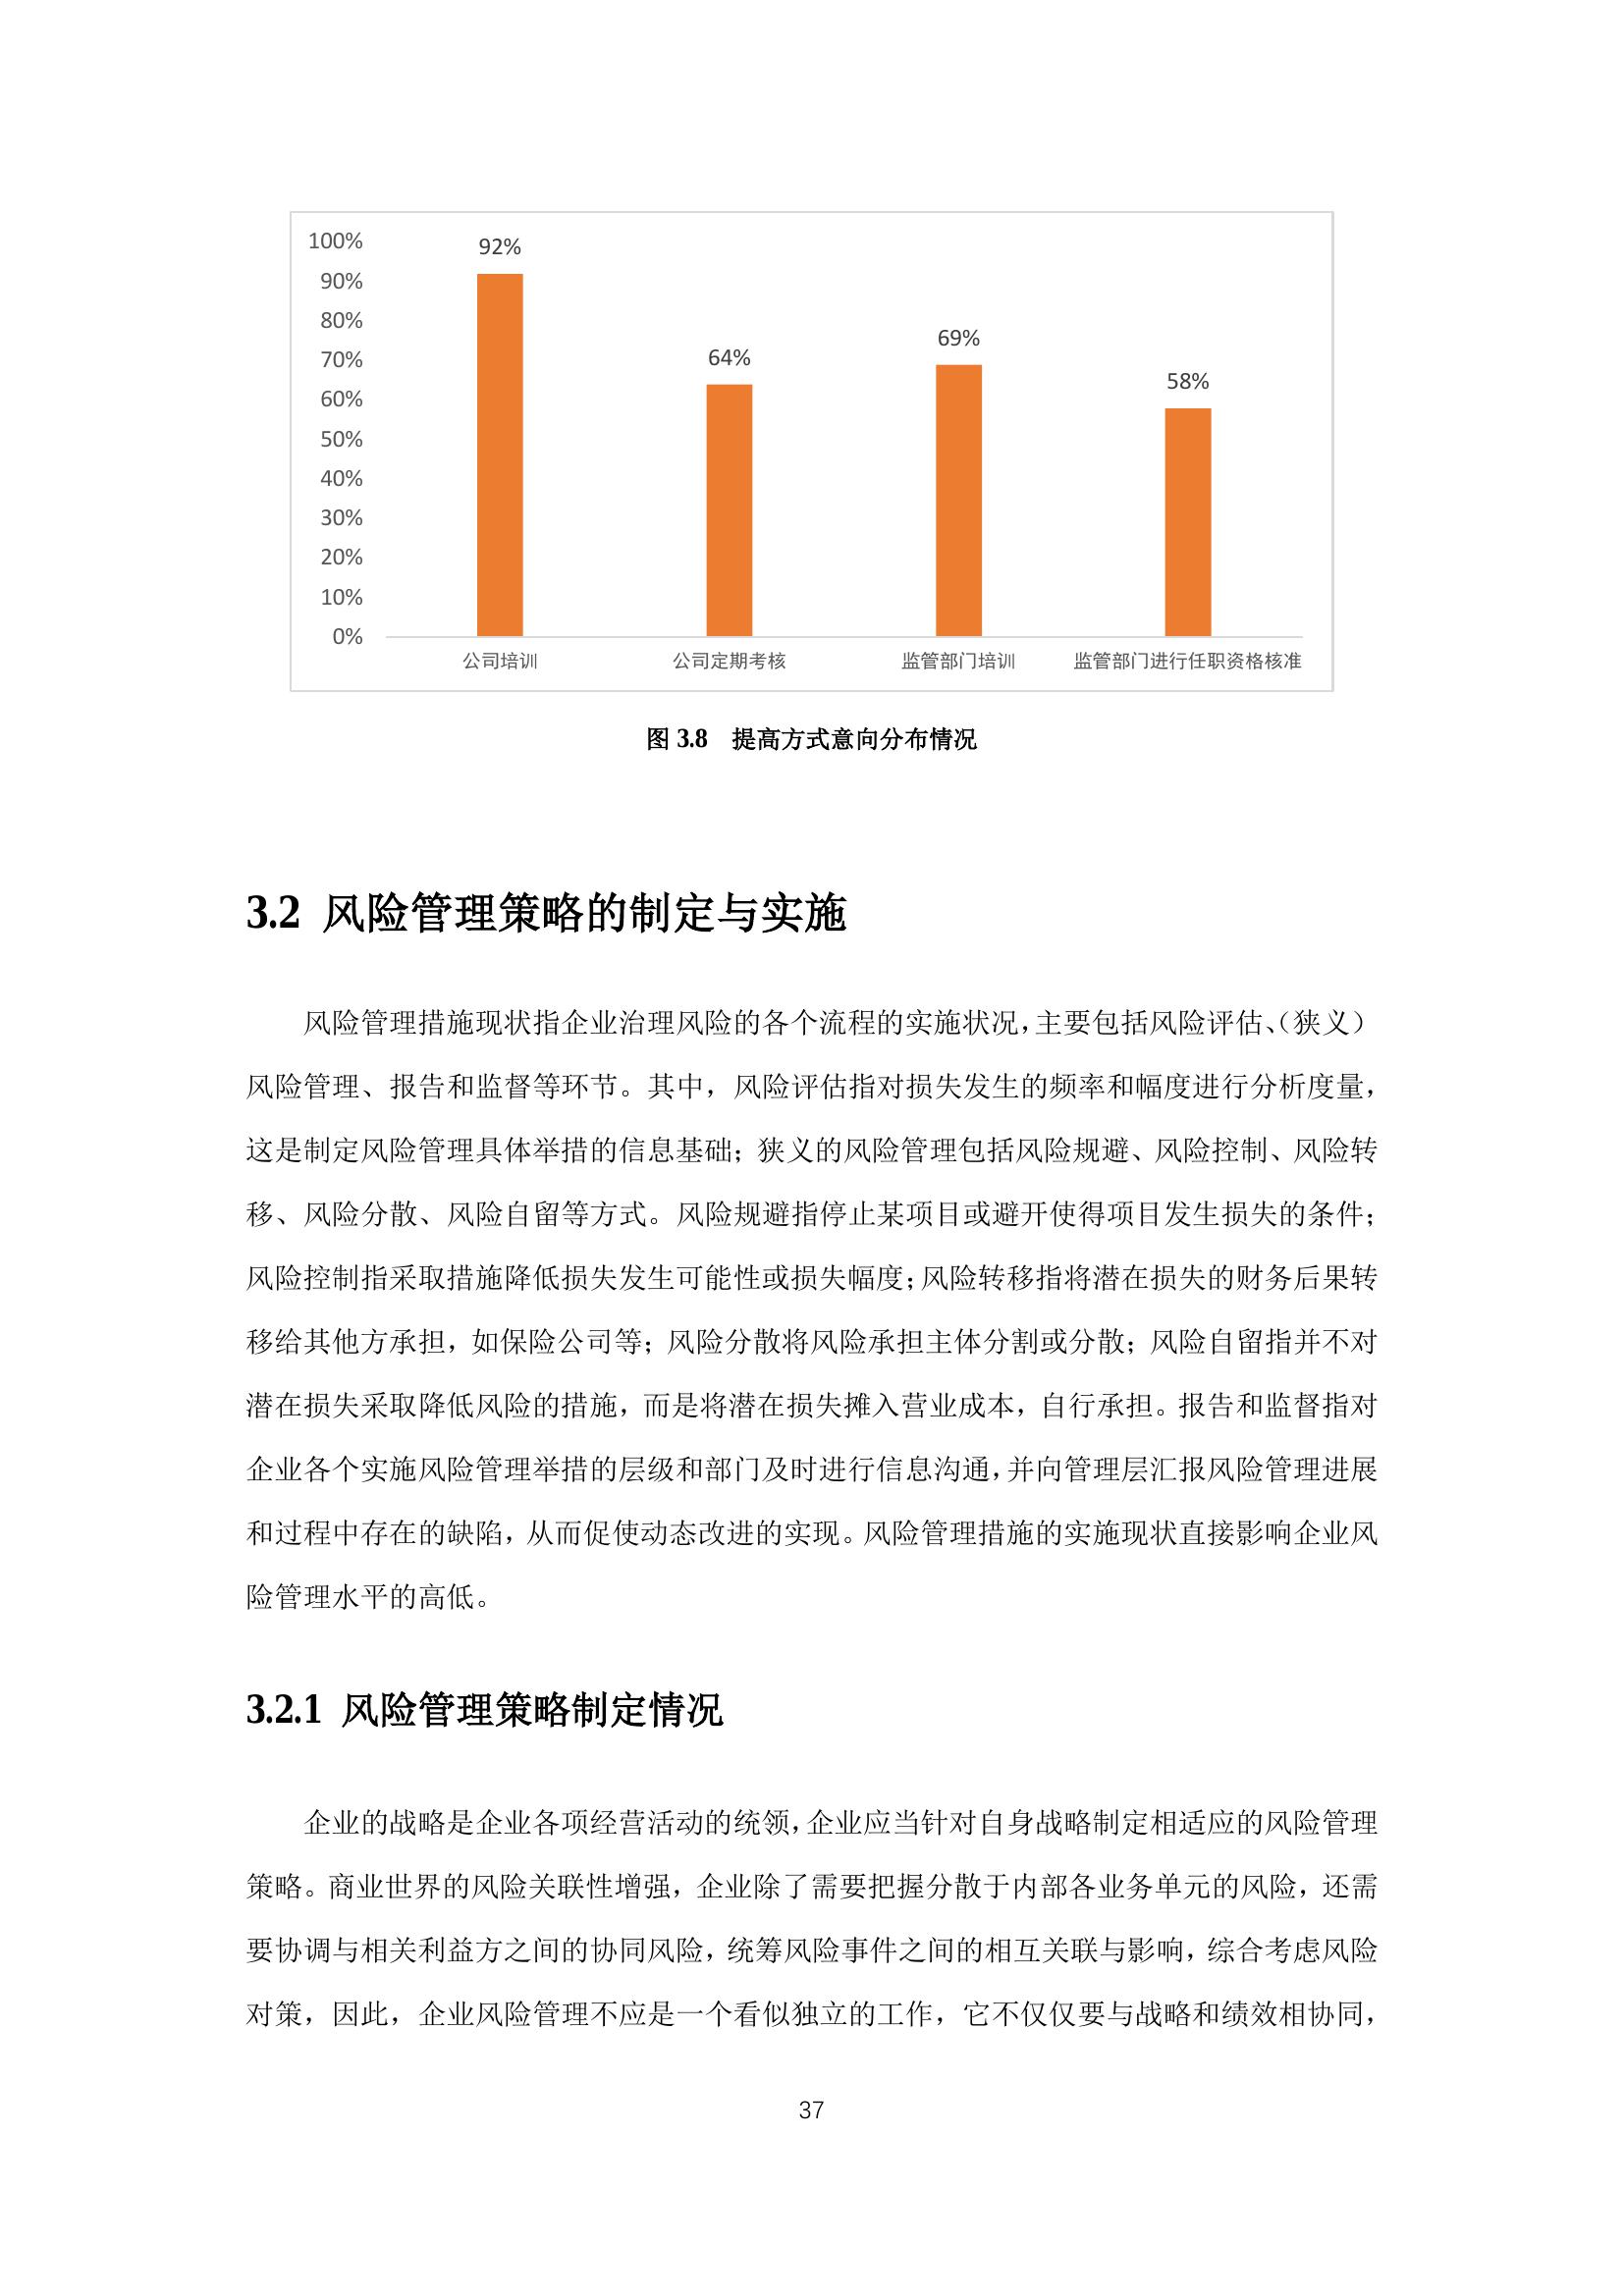 100%
90%
80%
70%
60%
50%
40%
30%
20%
10%
0%
92%
64%
69%
58%
公司培训
公司定期考核
监管部门培训
监管部门进行任职资格核准
图 3.8 提高方式意向分布情况
3.2 风险管理策略的制定与实施
风险管理措施现状指企业治理风险的各个流程的实施状况，主要包括风险评估、（狭义）
风险管理、报告和监督等环节。其中，风险评估指对损失发生的频率和幅度进行分析度量，
这是制定风险管理具体举措的信息基础；狭义的风险管理包括风险规避、风险控制、风险转
移、风险分散、风险自留等方式。风险规避指停止某项目或避开使得项目发生损失的条件；
风险控制指采取措施降低损失发生可能性或损失幅度；风险转移指将潜在损失的财务后果转
移给其他方承担，如保险公司等；风险分散将风险承担主体分割或分散；风险自留指并不对
潜在损失采取降低风险的措施，而是将潜在损失摊入营业成本，自行承担。报告和监督指对
企业各个实施风险管理举措的层级和部门及时进行信息沟通，并向管理层汇报风险管理进展
和过程中存在的缺陷，从而促使动态改进的实现。风险管理措施的实施现状直接影响企业风
险管理水平的高低。
3.2.1 风险管理策略制定情况
企业的战略是企业各项经营活动的统领，企业应当针对自身战略制定相适应的风险管理
策略。商业世界的风险关联性增强，企业除了需要把握分散于内部各业务单元的风险，还需
要协调与相关利益方之间的协同风险，统筹风险事件之间的相互关联与影响，综合考虑风险
对策，因此，企业风险管理不应是一个看似独立的工作，它不仅仅要与战略和绩效相协同，
37